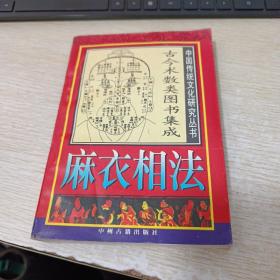 中国传统文化研究丛书
古今术数类图书集成
麻衣相法
中州古籍出版社